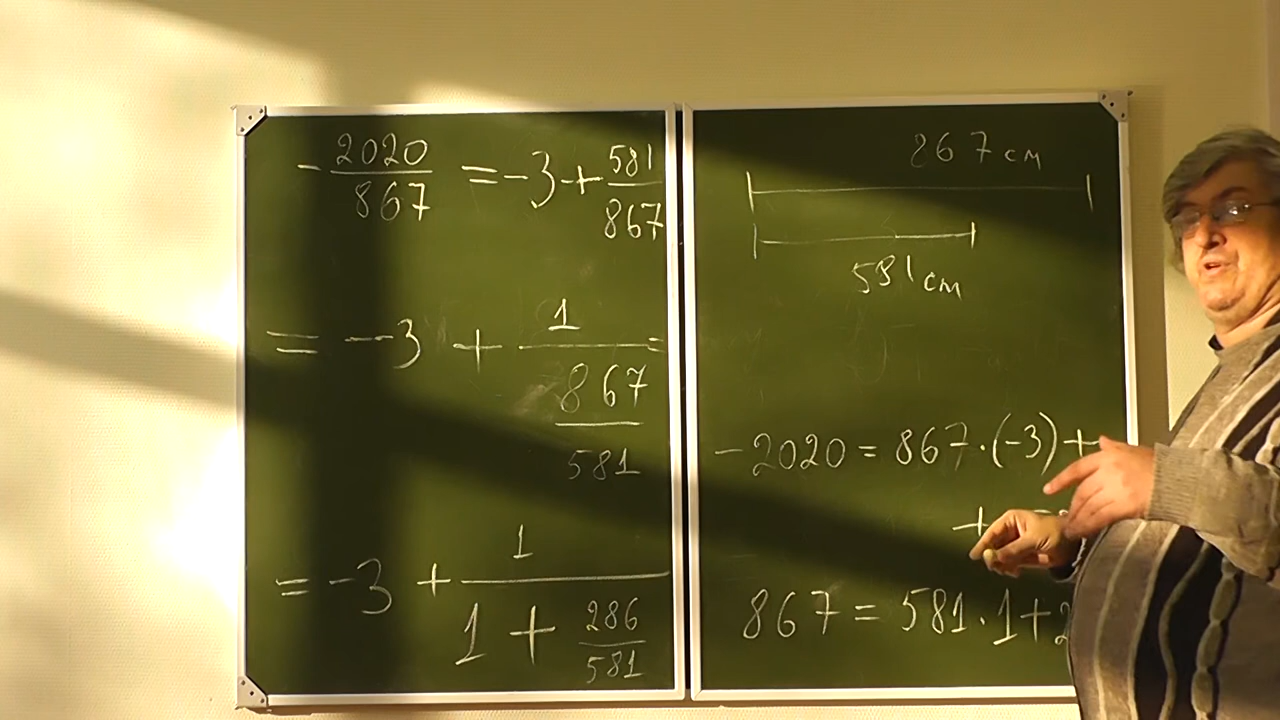 - 2020/867 = -3 + 581/867
= -3 + 1/(867/581) =
= -3 + 1/(1 + 286/581)
867 см
581 см
-2020 = 867·(-3) +
+
867 = 581·1 + 2